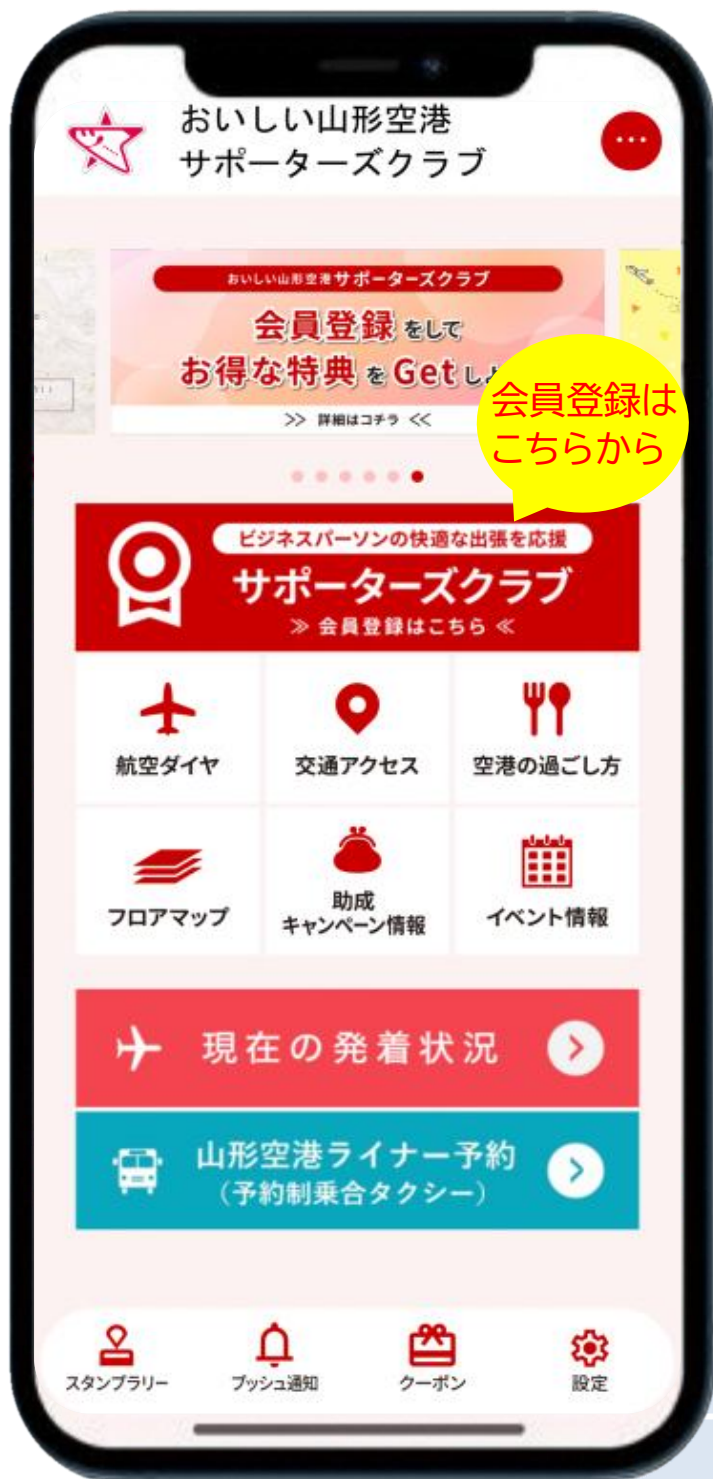 おいしい山形空港
サポーターズクラブ
おいしい山形空港サポーターズクラブ
会員登録をして
お得な特典をGetしよ
>> 詳細はコチラ <<
会員登録は
こちらから
ビジネスパーソンの快適な出張を応援
サポーターズクラブ
≫ 会員登録はこちら ≪
航空ダイヤ
交通アクセス
空港の過ごし方
フロアマップ
助成
キャンペーン情報
イベント情報
現在の発着状況
山形空港ライナー予約
(予約制乗合タクシー)
スタンプラリー
プッシュ通知
クーポン
設定